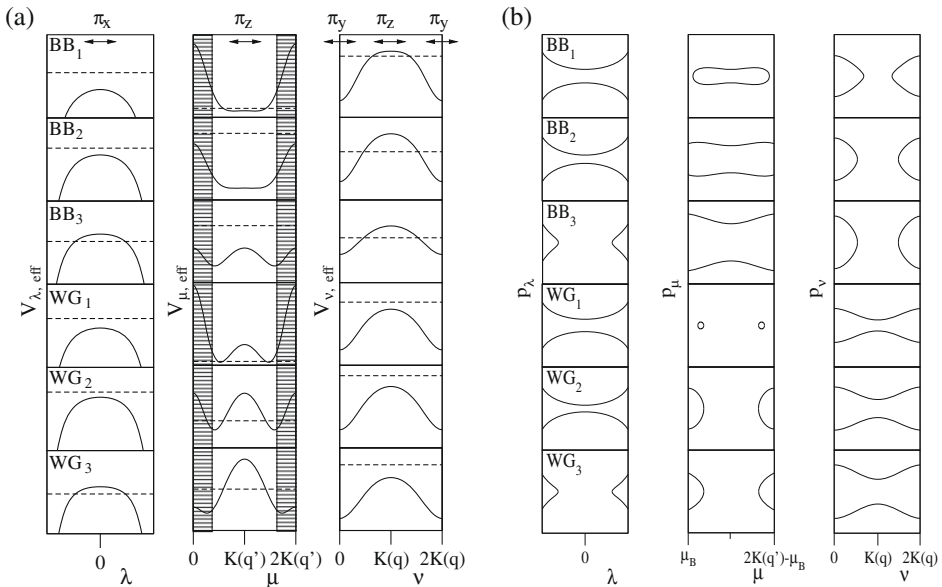 (a)
π_x
π_z
π_y π_z π_y
BB_1
BB_2
BB_3
WG_1
WG_2
WG_3
V_λ, eff
V_μ, eff
V_ν, eff
0
λ
0 K(q') 2K(q')
μ
0 K(q) 2K(q)
ν
(b)
BB_1
BB_2
BB_3
WG_1
WG_2
WG_3
p_λ
p_μ
p_ν
0
λ
μ_B 2K(q')-μ_B
μ
0 K(q) 2K(q)
ν